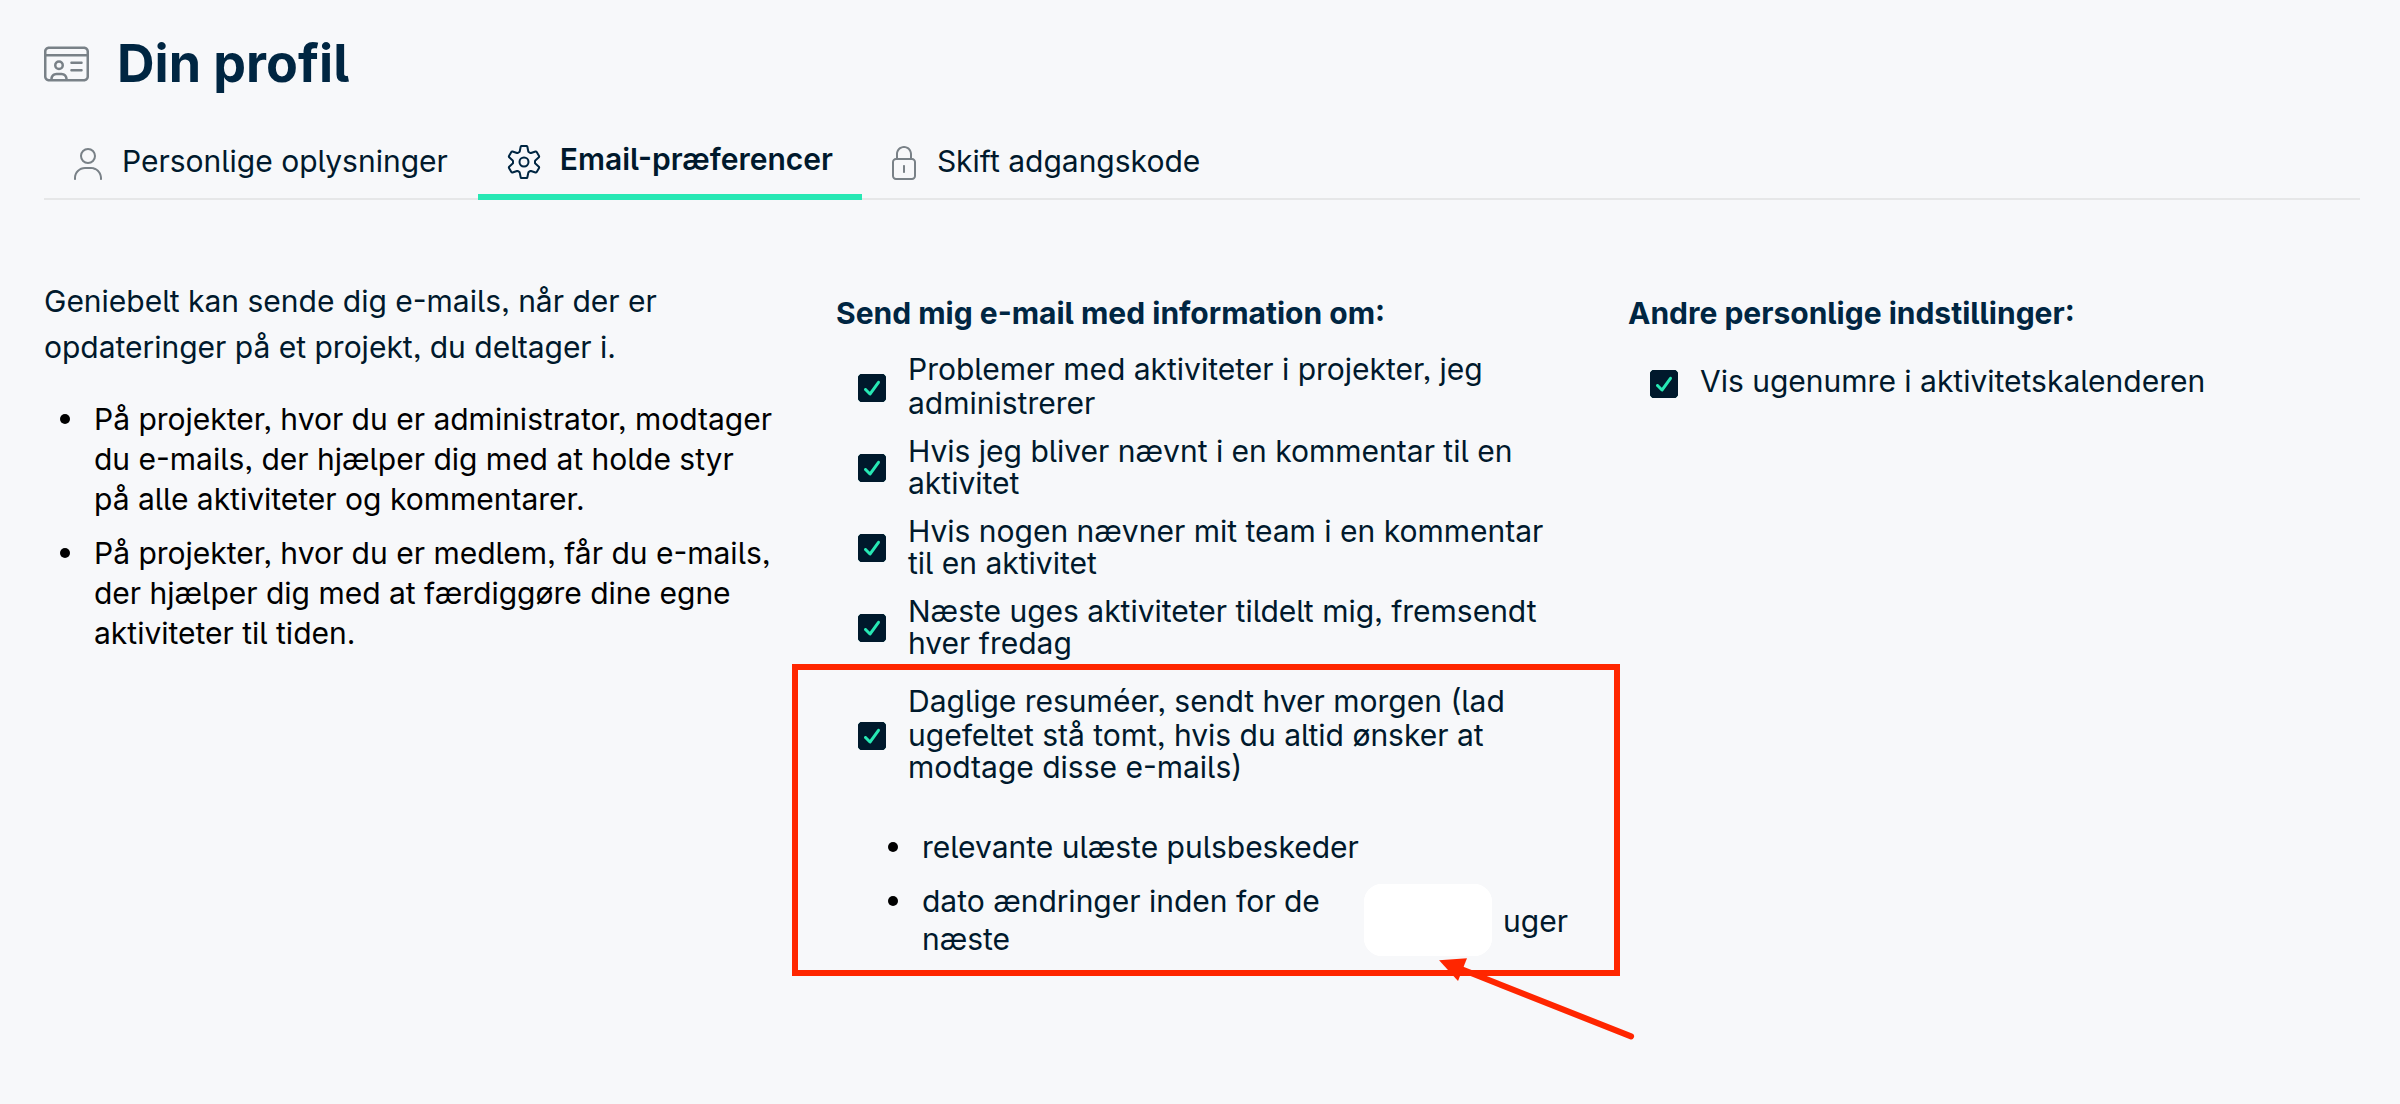 Din profil
Personlige oplysninger
Email-præferencer
Skift adgangskode
Geniebelt kan sende dig e-mails, når der er
opdateringer på et projekt, du deltager i.
• På projekter, hvor du er administrator, modtager
du e-mails, der hjælper dig med at holde styr
på alle aktiviteter og kommentarer.
• På projekter, hvor du er medlem, får du e-mails,
der hjælper dig med at færdiggøre dine egne
aktiviteter til tiden.
Send mig e-mail med information om:
Problemer med aktiviteter i projekter, jeg
administrerer
Hvis jeg bliver nævnt i en kommentar til en
aktivitet
Hvis nogen nævner mit team i en kommentar
til en aktivitet
Næste uges aktiviteter tildelt mig, fremsendt
hver fredag
Daglige resuméer, sendt hver morgen (lad
ugefeltet stå tomt, hvis du altid ønsker at
modtage disse e-mails)
• relevante ulæste pulsbeskeder
• dato ændringer inden for de
næste
uger
Andre personlige indstillinger:
Vis ugenumre i aktivitetskalenderen